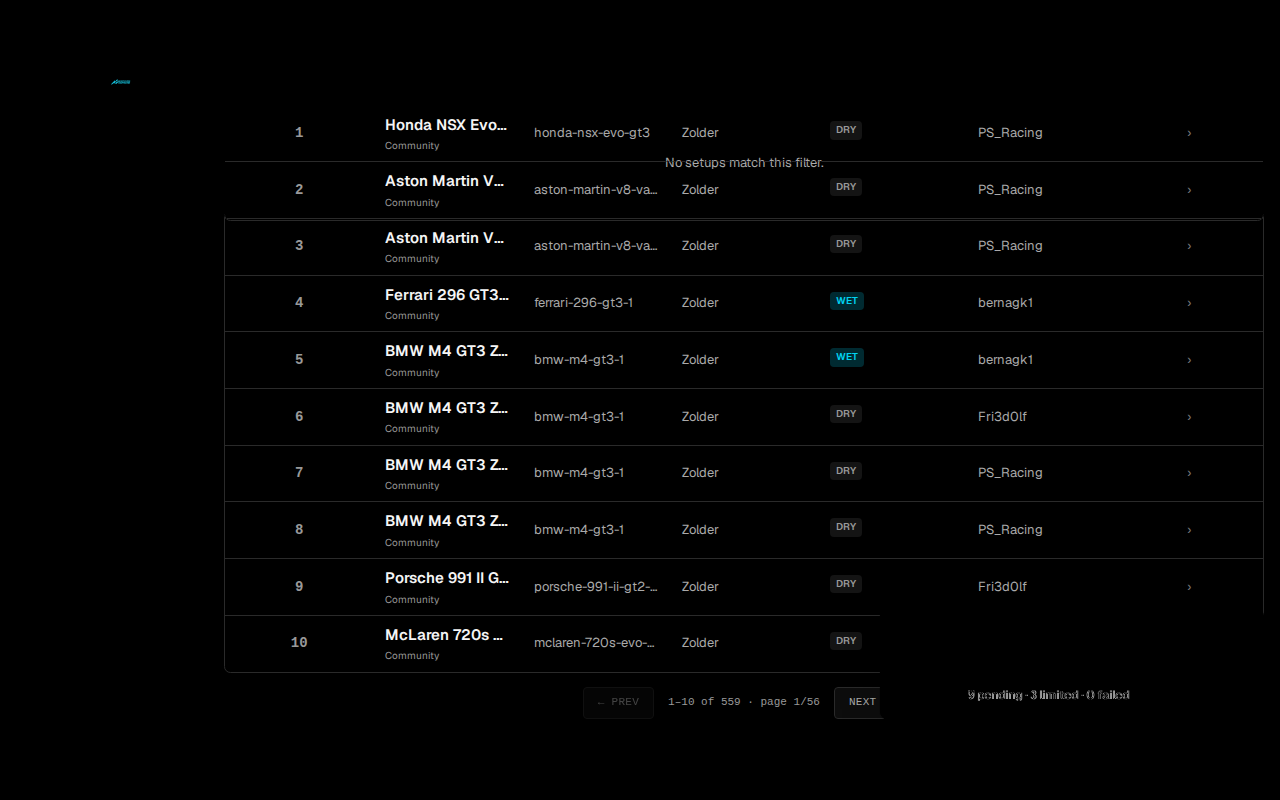 1 Honda NSX Evo... honda-nsx-evo-gt3 Zolder DRY PS_Racing ›
Community
No setups match this filter.
2 Aston Martin V... aston-martin-v8-va... Zolder DRY PS_Racing ›
Community
3 Aston Martin V... aston-martin-v8-va... Zolder DRY PS_Racing ›
Community
4 Ferrari 296 GT3... ferrari-296-gt3-1 Zolder WET bernagk1 ›
Community
5 BMW M4 GT3 Z... bmw-m4-gt3-1 Zolder WET bernagk1 ›
Community
6 BMW M4 GT3 Z... bmw-m4-gt3-1 Zolder DRY Fri3d0lf ›
Community
7 BMW M4 GT3 Z... bmw-m4-gt3-1 Zolder DRY PS_Racing ›
Community
8 BMW M4 GT3 Z... bmw-m4-gt3-1 Zolder DRY PS_Racing ›
Community
9 Porsche 991 II G... porsche-991-ii-gt2-... Zolder DRY Fri3d0lf ›
Community
10 McLaren 720s ... mclaren-720s-evo-... Zolder DRY
Community
9 pending · 3 limited · 0 failed
← PREV 1–10 of 559 · page 1/56 NEXT